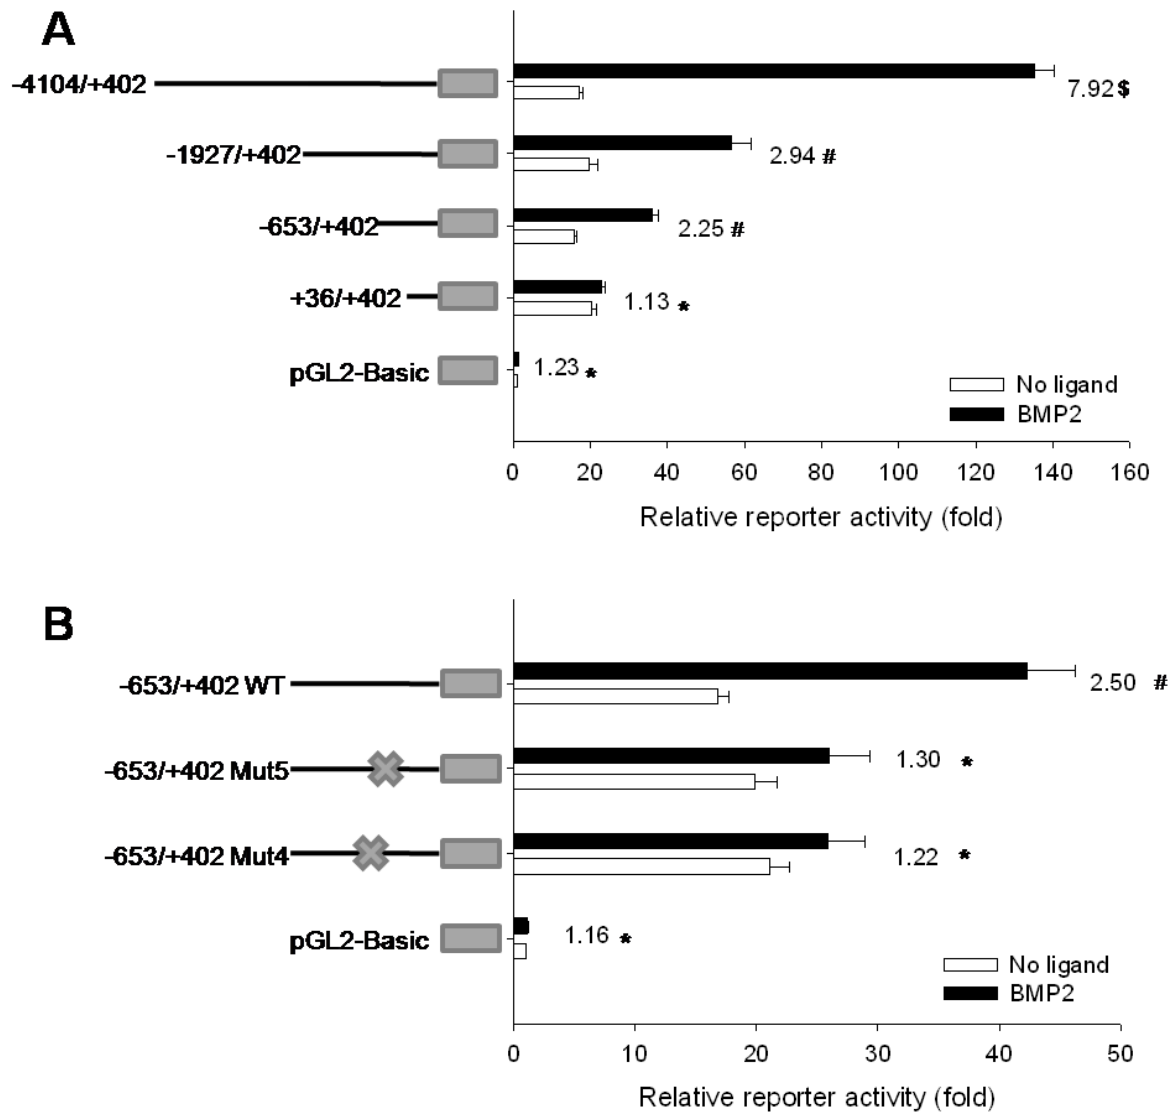 A
-4104/+402
7.92 $
-1927/+402
2.94 #
-653/+402
2.25 #
+36/+402
1.13 *
pGL2-Basic
1.23 *
No ligand
BMP2
0 20 40 60 80 100 120 140 160
Relative reporter activity (fold)
B
-653/+402 WT
2.50 #
-653/+402 Mut5
1.30 *
-653/+402 Mut4
1.22 *
pGL2-Basic
1.16 *
No ligand
BMP2
0 10 20 30 40 50
Relative reporter activity (fold)